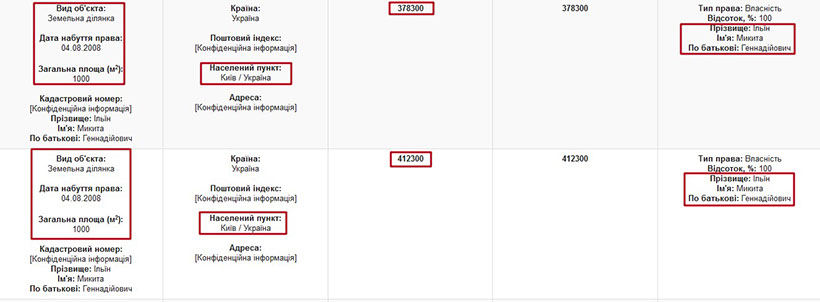 Вид об'єкта:
Земельна ділянка
Дата набуття права:
04.08.2008
Загальна площа (м²):
1000
Кадастровий номер:
[Конфіденційна інформація]
Прізвище: Ільїн
Ім'я: Микита
По батькові: Геннадійович
Країна:
Україна
Поштовий індекс:
[Конфіденційна інформація]
Населений пункт:
Київ / Україна
Адреса:
[Конфіденційна інформація]
378300
378300
Тип права: Власність
Відсоток, %: 100
Прізвище: Ільїн
Ім'я: Микита
По батькові: Геннадійович
Вид об'єкта:
Земельна ділянка
Дата набуття права:
04.08.2008
Загальна площа (м²):
1000
Кадастровий номер:
[Конфіденційна інформація]
Прізвище: Ільїн
Ім'я: Микита
По батькові: Геннадійович
Країна:
Україна
Поштовий індекс:
[Конфіденційна інформація]
Населений пункт:
Київ / Україна
Адреса:
[Конфіденційна інформація]
412300
412300
Тип права: Власність
Відсоток, %: 100
Прізвище: Ільїн
Ім'я: Микита
По батькові: Геннадійович